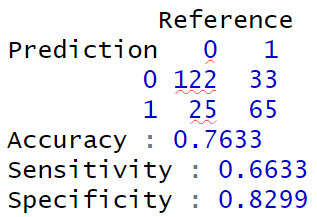 Reference
Prediction 0 1
0 122 33
1 25 65
Accuracy : 0.7633
Sensitivity : 0.6633
Specificity : 0.8299